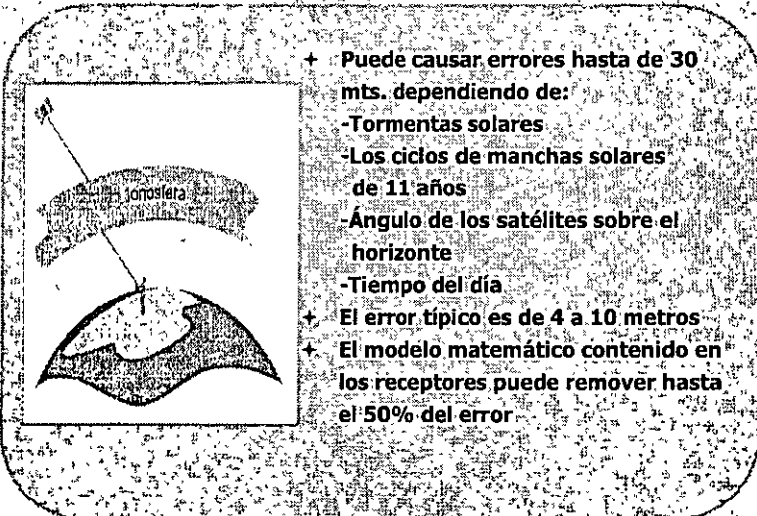 Ionosfera
+ Puede causar errores hasta de 30
mts. dependiendo de:
-Tormentas solares
-Los ciclos de manchas solares
de 11 años
-Ángulo de los satélites sobre el
horizonte
-Tiempo del día
+ El error típico es de 4 a 10 metros
+ El modelo matemático contenido en
los receptores puede remover hasta
el 50% del error